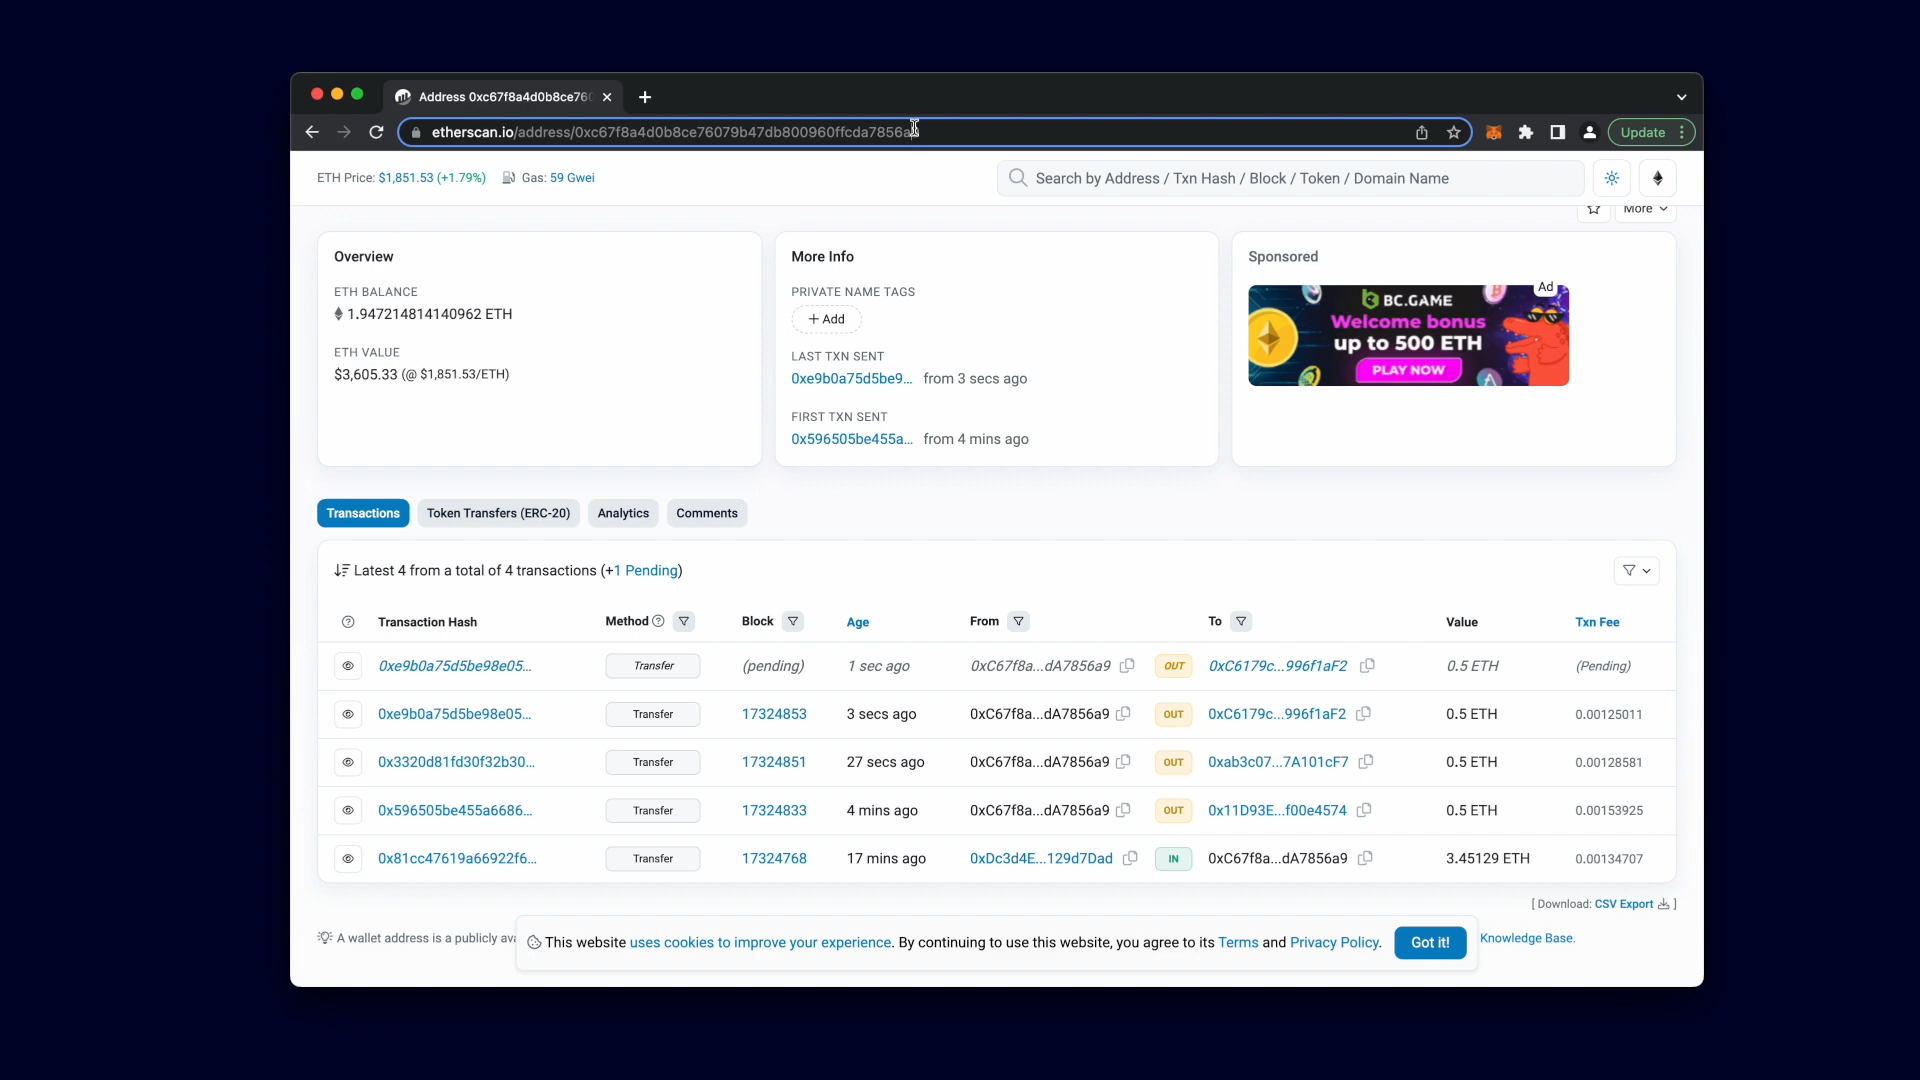 Address 0xc67f8a4d0b8ce760
etherscan.io/address/0xc67f8a4d0b8ce76079b47db800960ffcda7856a
Update
ETH Price: $1,851.53 (+1.79%) Gas: 59 Gwei
Search by Address / Txn Hash / Block / Token / Domain Name
More
Overview
ETH BALANCE
1.947214814140962 ETH
ETH VALUE
$3,605.33 (@ $1,851.53/ETH)
More Info
PRIVATE NAME TAGS
+ Add
LAST TXN SENT
0xe9b0a75d5be9... from 3 secs ago
FIRST TXN SENT
0x596505be455a... from 4 mins ago
Sponsored
Ad
BC.GAME
Welcome bonus
up to 500 ETH
PLAY NOW
Transactions Token Transfers (ERC-20) Analytics Comments
Latest 4 from a total of 4 transactions (+1 Pending)
Transaction Hash Method Block Age From To Value Txn Fee
0xe9b0a75d5be98e05... Transfer (pending) 1 sec ago 0xC67f8a...dA7856a9 OUT 0xC6179c...996f1aF2 0.5 ETH (Pending)
0xe9b0a75d5be98e05... Transfer 17324853 3 secs ago 0xC67f8a...dA7856a9 OUT 0xC6179c...996f1aF2 0.5 ETH 0.00125011
0x3320d81fd30f32b30... Transfer 17324851 27 secs ago 0xC67f8a...dA7856a9 OUT 0xab3c07...7A101cF7 0.5 ETH 0.00128581
0x596505be455a6686... Transfer 17324833 4 mins ago 0xC67f8a...dA7856a9 OUT 0x11D93E...f00e4574 0.5 ETH 0.00153925
0x81cc47619a66922f6... Transfer 17324768 17 mins ago 0xDc3d4E...129d7Dad IN 0xC67f8a...dA7856a9 3.45129 ETH 0.00134707
[ Download: CSV Export ]
A wallet address is a publicly ava
This website uses cookies to improve your experience. By continuing to use this website, you agree to its Terms and Privacy Policy. Got it!
Knowledge Base.